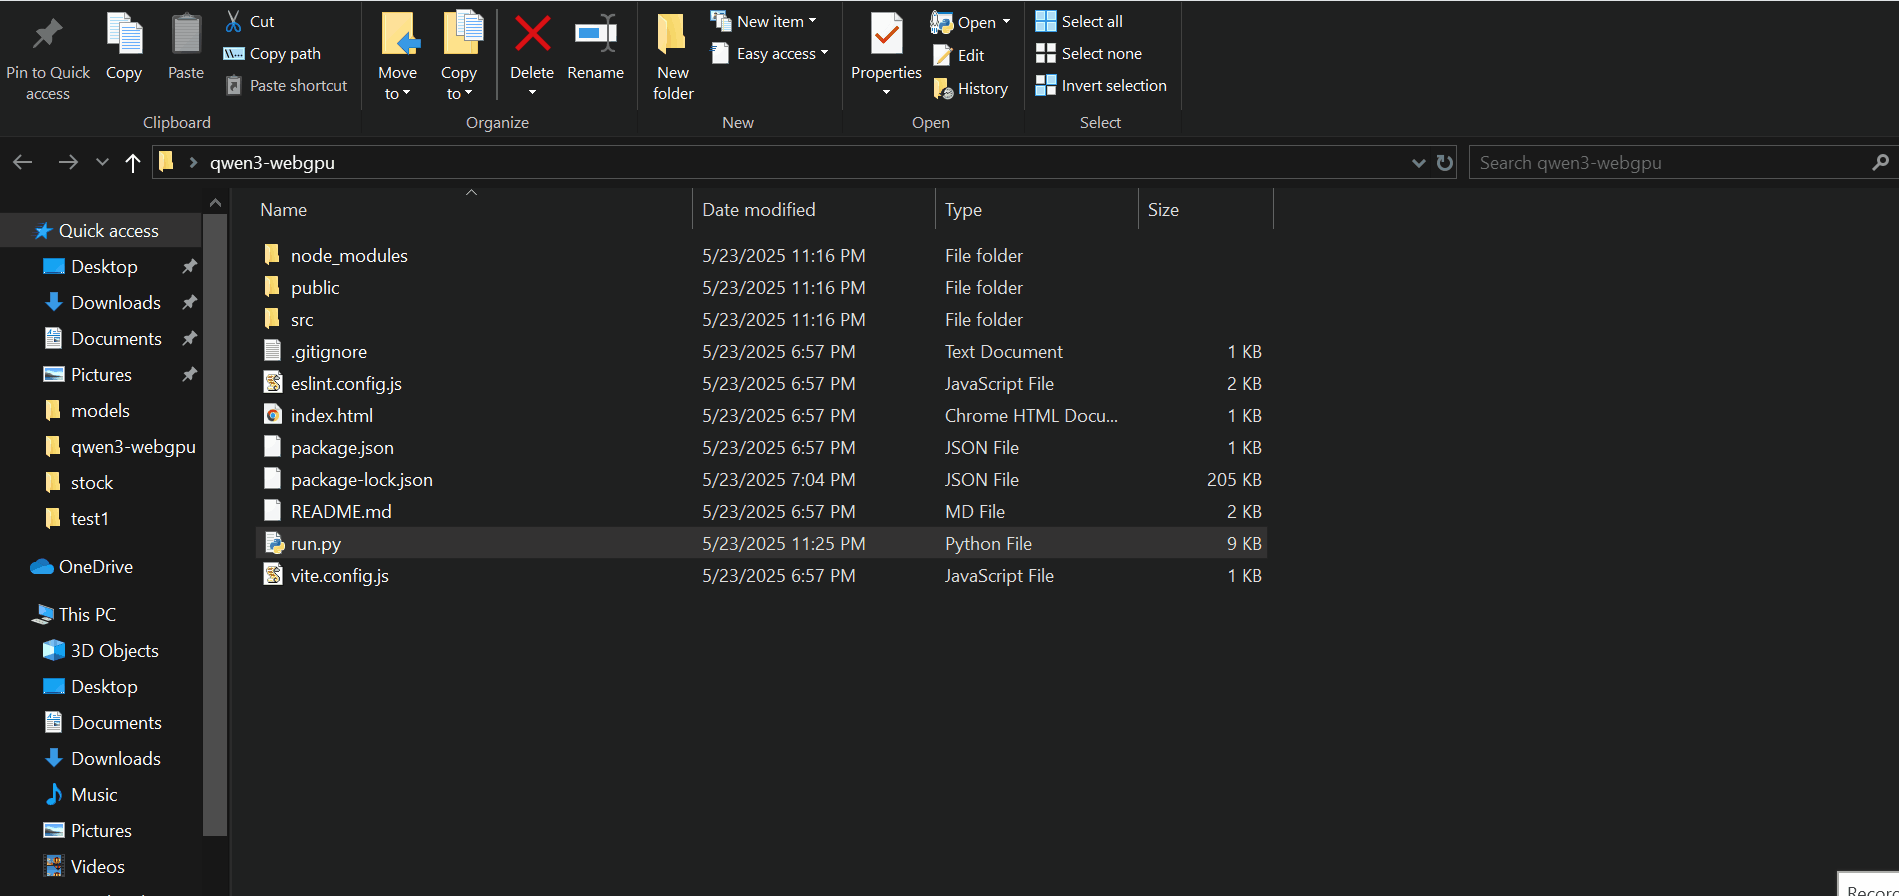 Pin to Quick access
Copy
Paste
Cut
Copy path
Paste shortcut
Clipboard
Move to
Copy to
Delete
Rename
Organize
New folder
New item
Easy access
New
Properties
Open
Edit
History
Open
Select all
Select none
Invert selection
Select
qwen3-webgpu
Search qwen3-webgpu
Quick access
Desktop
Downloads
Documents
Pictures
models
qwen3-webgpu
stock
test1
OneDrive
This PC
3D Objects
Desktop
Documents
Downloads
Music
Pictures
Videos
Name Date modified Type Size
node_modules 5/23/2025 11:16 PM File folder
public 5/23/2025 11:16 PM File folder
src 5/23/2025 11:16 PM File folder
.gitignore 5/23/2025 6:57 PM Text Document 1 KB
eslint.config.js 5/23/2025 6:57 PM JavaScript File 2 KB
index.html 5/23/2025 6:57 PM Chrome HTML Docu... 1 KB
package.json 5/23/2025 6:57 PM JSON File 1 KB
package-lock.json 5/23/2025 7:04 PM JSON File 205 KB
README.md 5/23/2025 6:57 PM MD File 2 KB
run.py 5/23/2025 11:25 PM Python File 9 KB
vite.config.js 5/23/2025 6:57 PM JavaScript File 1 KB